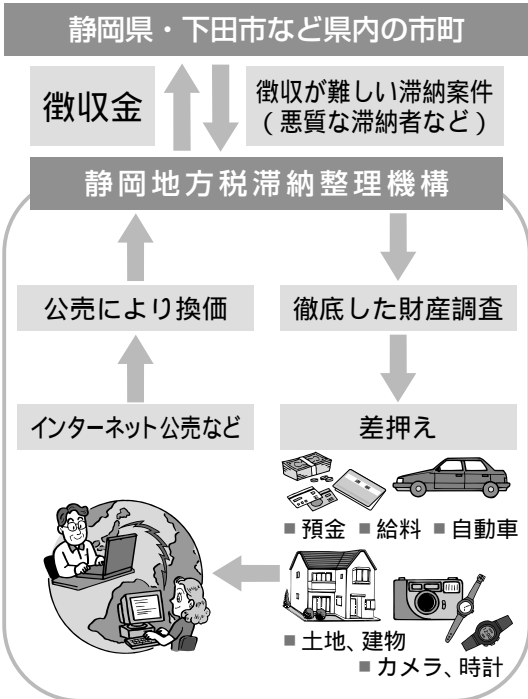 静岡県・下田市など県内の市町
徴収金
徴収が難しい滞納案件
(悪質な滞納者など)
静岡地方税滞納整理機構
公売により換価
徹底した財産調査
インターネット公売など
差押え
■預金 ■給料 ■自動車
■土地、建物
■カメラ、時計